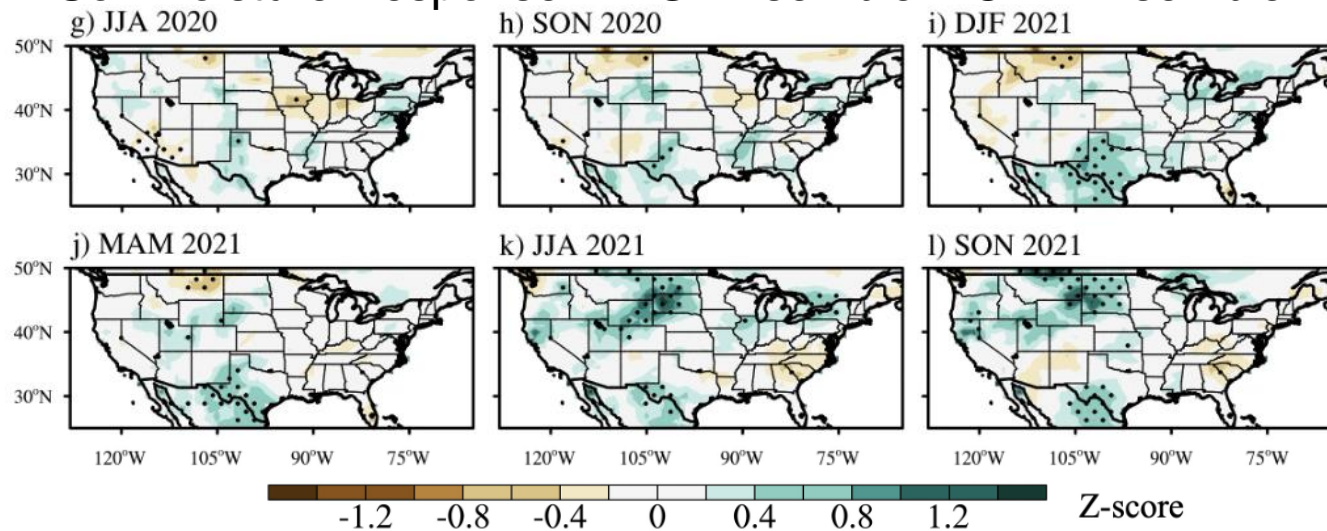 g) JJA 2020 h) SON 2020 i) DJF 2021
50°N
40°N
30°N
j) MAM 2021 k) JJA 2021 l) SON 2021
50°N
40°N
30°N
120°W 105°W 90°W 75°W 120°W 105°W 90°W 75°W 120°W 105°W 90°W 75°W
-1.2 -0.8 -0.4 0 0.4 0.8 1.2 Z-score